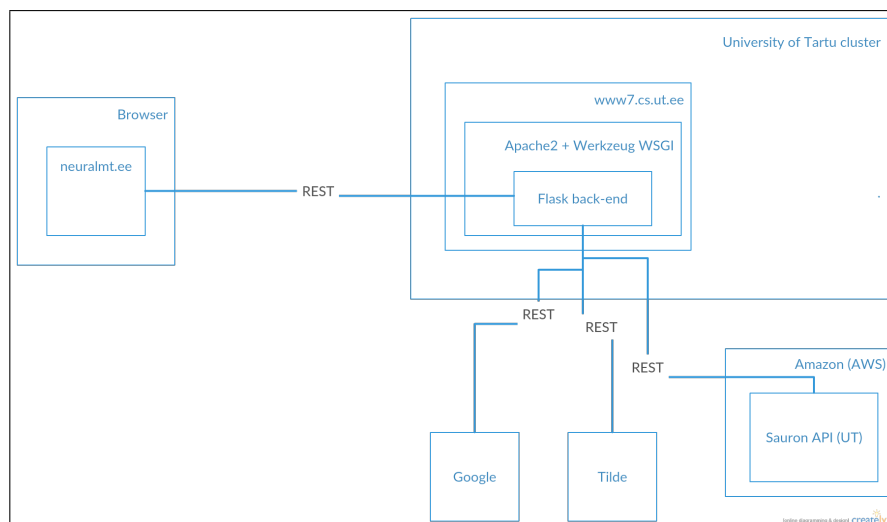 University of Tartu cluster
www7.cs.ut.ee
Browser
Apache2 + Werkzeug WSGI
neuralmt.ee
REST
Flask back-end
REST
REST
REST
Amazon (AWS)
Sauron API (UT)
Google
Tilde
creately